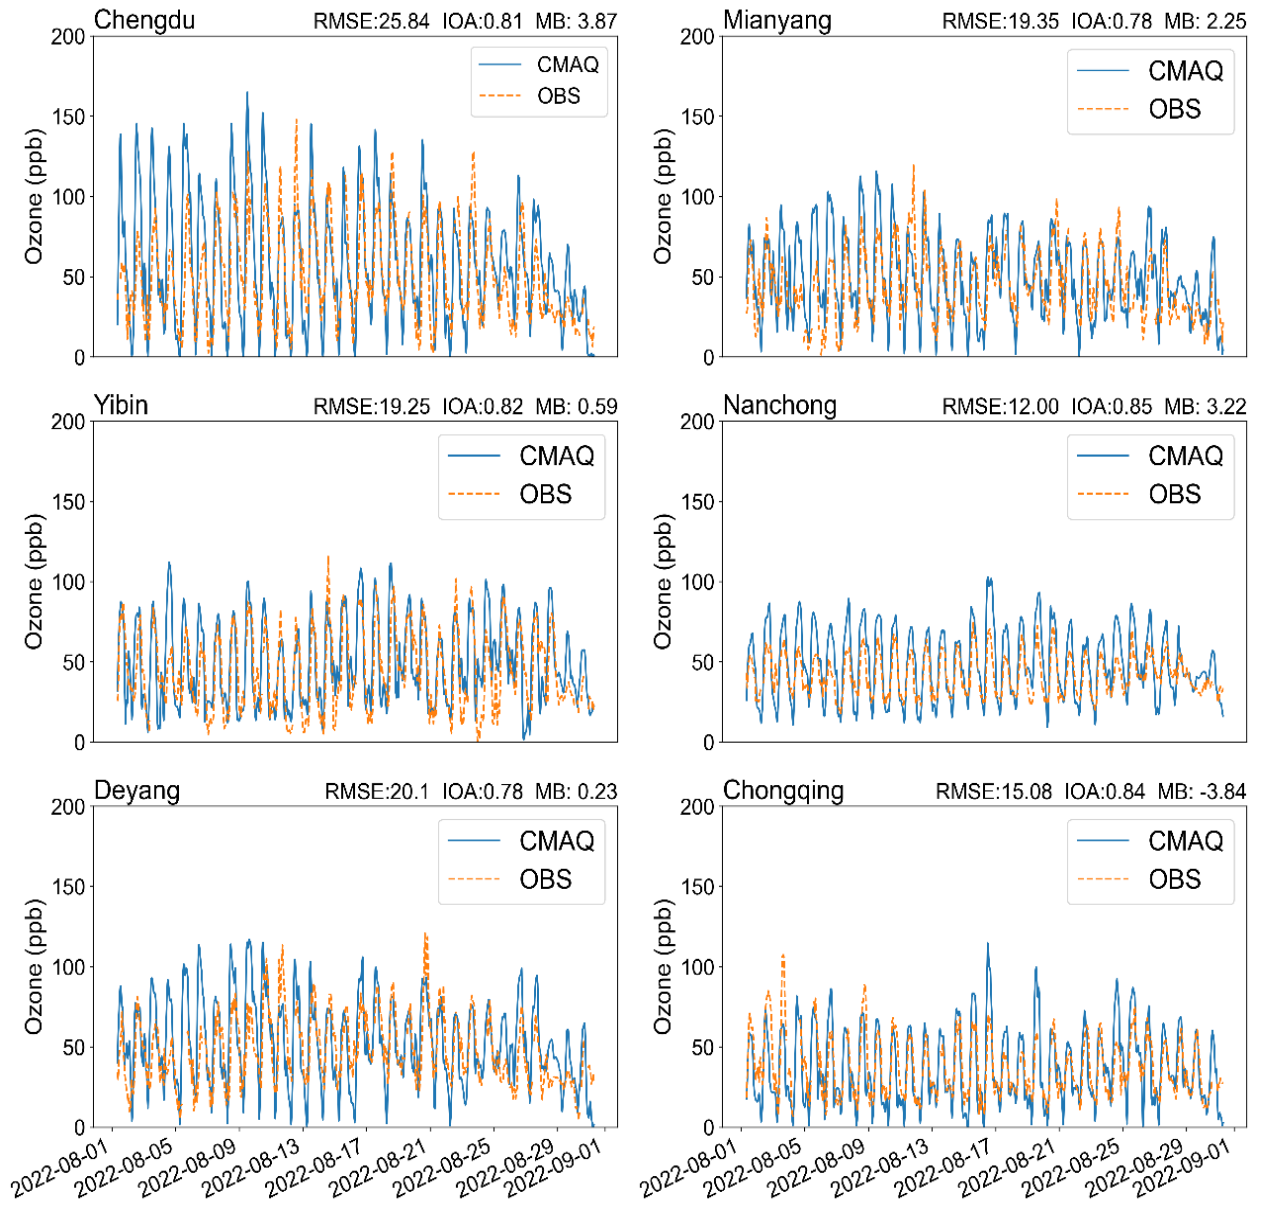 Chengdu RMSE:25.84 IOA:0.81 MB: 3.87
200
150
100
50
0
Ozone (ppb)
CMAQ
OBS
Mianyang RMSE:19.35 IOA:0.78 MB: 2.25
200
150
100
50
0
Ozone (ppb)
CMAQ
OBS
Yibin RMSE:19.25 IOA:0.82 MB: 0.59
200
150
100
50
0
Ozone (ppb)
CMAQ
OBS
Nanchong RMSE:12.00 IOA:0.85 MB: 3.22
200
150
100
50
0
Ozone (ppb)
CMAQ
OBS
Deyang RMSE:20.1 IOA:0.78 MB: 0.23
200
150
100
50
0
Ozone (ppb)
CMAQ
OBS
2022-08-01
2022-08-05
2022-08-09
2022-08-13
2022-08-17
2022-08-21
2022-08-25
2022-08-29
2022-09-01
Chongqing RMSE:15.08 IOA:0.84 MB: -3.84
200
150
100
50
0
Ozone (ppb)
CMAQ
OBS
2022-08-01
2022-08-05
2022-08-09
2022-08-13
2022-08-17
2022-08-21
2022-08-25
2022-08-29
2022-09-01